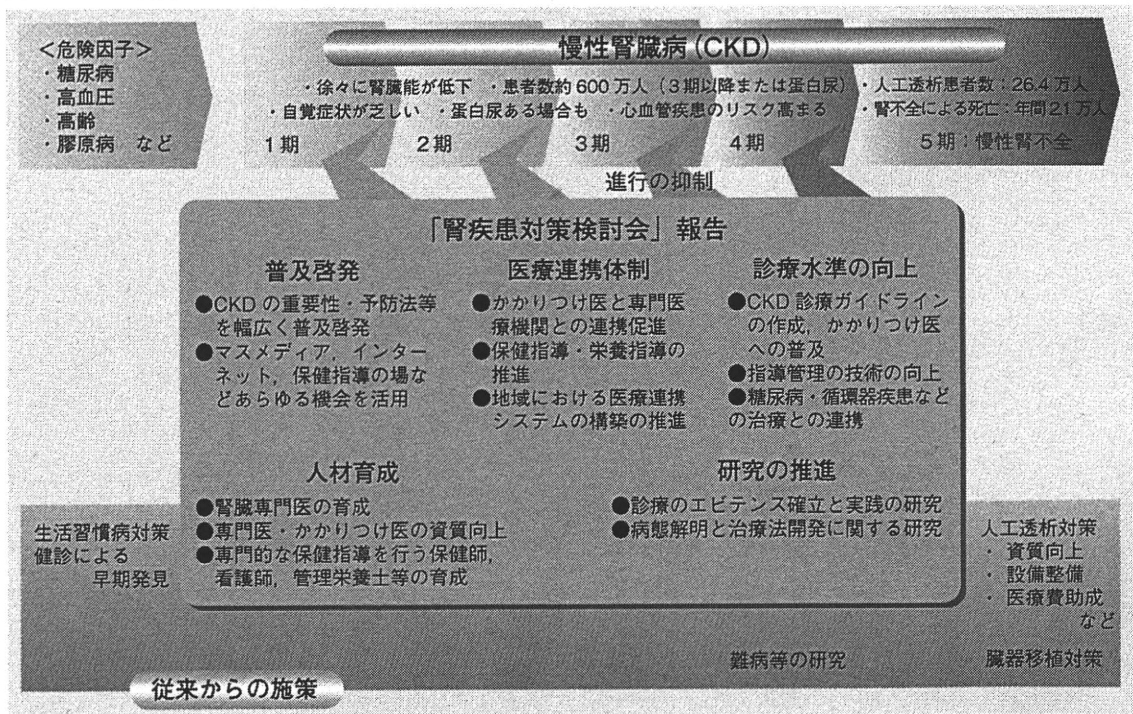 慢性腎臓病(CKD)
<危険因子>
・糖尿病
・高血圧
・高齢
・膠原病 など
・徐々に腎臓能が低下 ・患者数約600万人(3期以降または蛋白尿)
・自覚症状が乏しい ・蛋白尿ある場合も ・心血管疾患のリスク高まる
・人工透析患者数:26.4万人
・腎不全による死亡:年間2.1万人
1期 2期 3期 4期 5期:慢性腎不全
進行の抑制
「腎疾患対策検討会」報告
普及啓発
●CKDの重要性・予防法等
を幅広く普及啓発
●マスメディア,インター
ネット,保健指導の場な
どあらゆる機会を活用
医療連携体制
●かかりつけ医と専門医
療機関との連携促進
●保健指導・栄養指導の
推進
●地域における医療連携
システムの構築の推進
診療水準の向上
●CKD診療ガイドライン
の作成,かかりつけ医
への普及
●指導管理の技術の向上
●糖尿病・循環器疾患など
の治療との連携
人材育成
●腎臓専門医の育成
●専門医・かかりつけ医の資質向上
●専門的な保健指導を行う保健師,
看護師,管理栄養士等の育成
研究の推進
●診療のエビテンス確立と実践の研究
●病態解明と治療法開発に関する研究
生活習慣病対策
健診による
早期発見
人工透析対策
・資質向上
・設備整備
・医療費助成
など
難病等の研究
臓器移植対策
従来からの施策